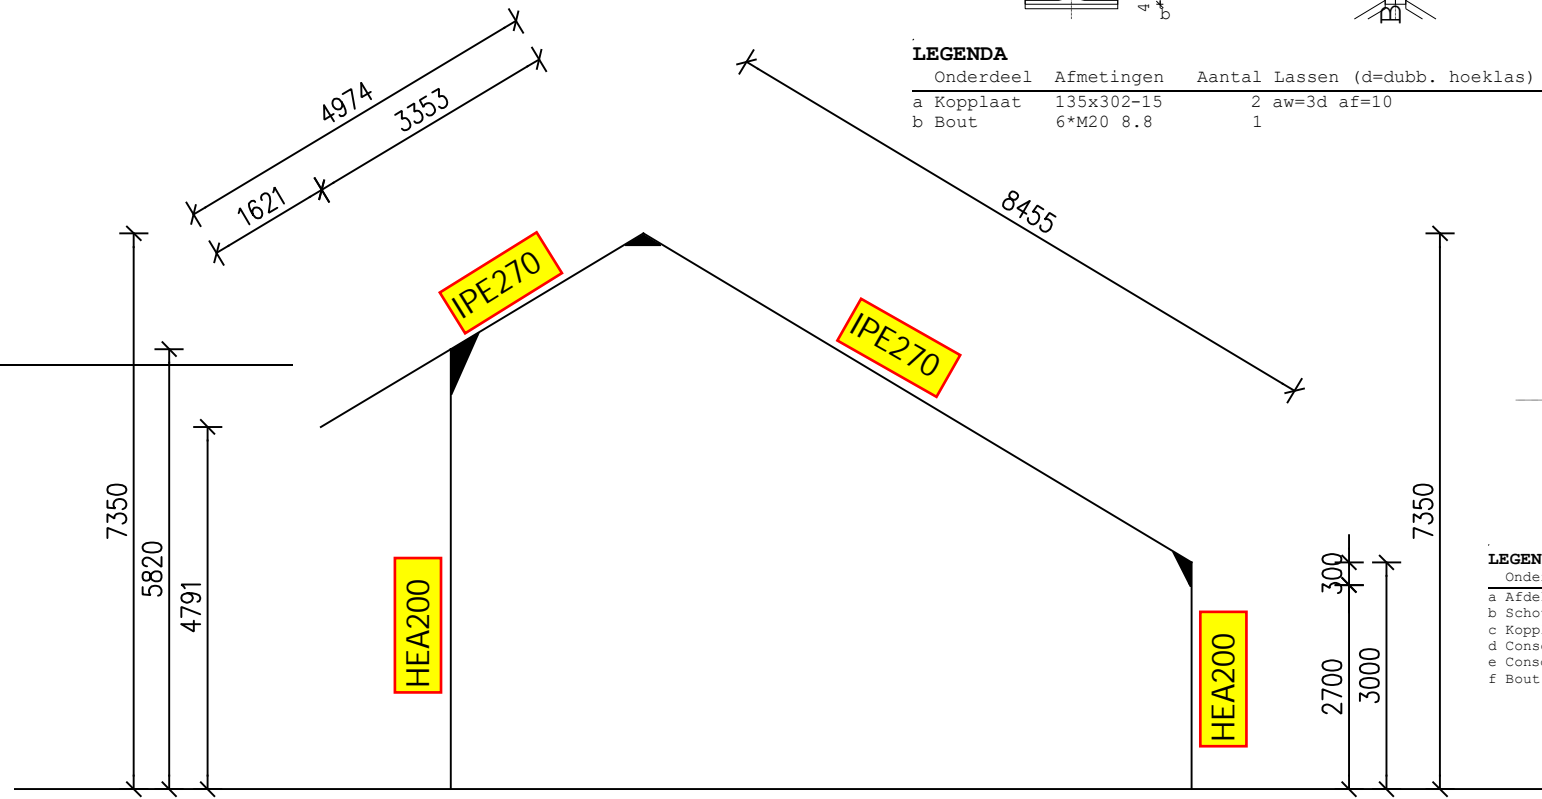 4
b
B
LEGENDA
Onderdeel Afmetingen Aantal Lassen (d=dubb. hoeklas)
a Kopplaat 135x302-15 2 aw=3d af=10
b Bout 6*M20 8.8 1
4974
3353
1621
8455
IPE270
IPE270
7350
5820
4791
HEA200
HEA200
300
2700
3000
7350
LEGEN
Onde
a Afde
b Scho
c Kopp
d Cons
e Cons
f Bout